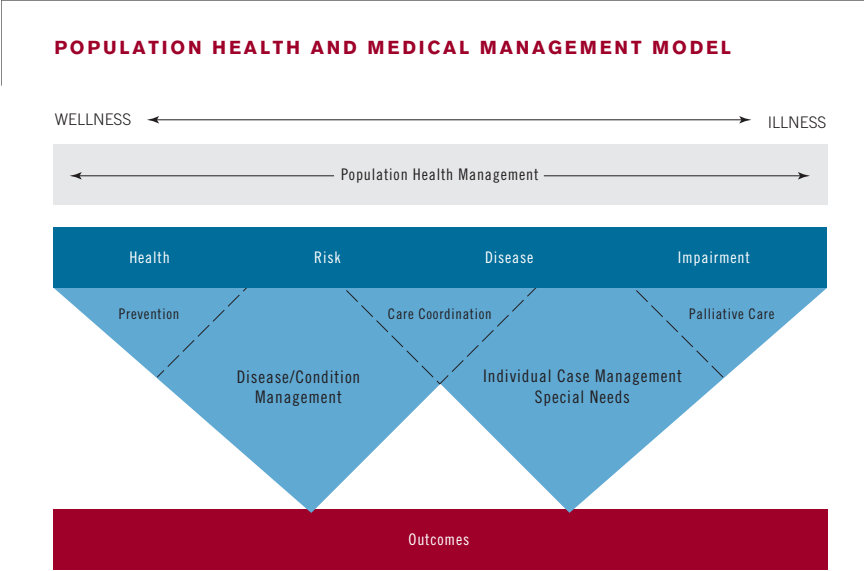 POPULATION HEALTH AND MEDICAL MANAGEMENT MODEL
WELLNESS
ILLNESS
Population Health Management
Health
Risk
Disease
Impairment
Prevention
Care Coordination
Palliative Care
Disease/Condition
Management
Individual Case Management
Special Needs
Outcomes